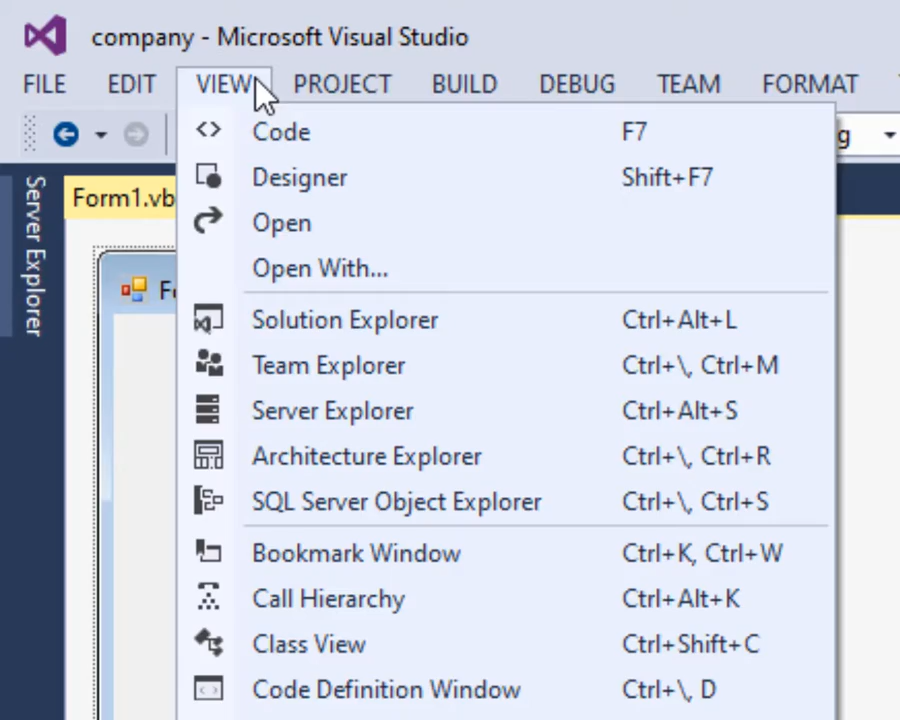 company - Microsoft Visual Studio
FILE EDIT VIEW PROJECT BUILD DEBUG TEAM FORMAT
Server Explorer
Form1.vb
Code F7
Designer Shift+F7
Open
Open With...
Solution Explorer Ctrl+Alt+L
Team Explorer Ctrl+\, Ctrl+M
Server Explorer Ctrl+Alt+S
Architecture Explorer Ctrl+\, Ctrl+R
SQL Server Object Explorer Ctrl+\, Ctrl+S
Bookmark Window Ctrl+K, Ctrl+W
Call Hierarchy Ctrl+Alt+K
Class View Ctrl+Shift+C
Code Definition Window Ctrl+\, D